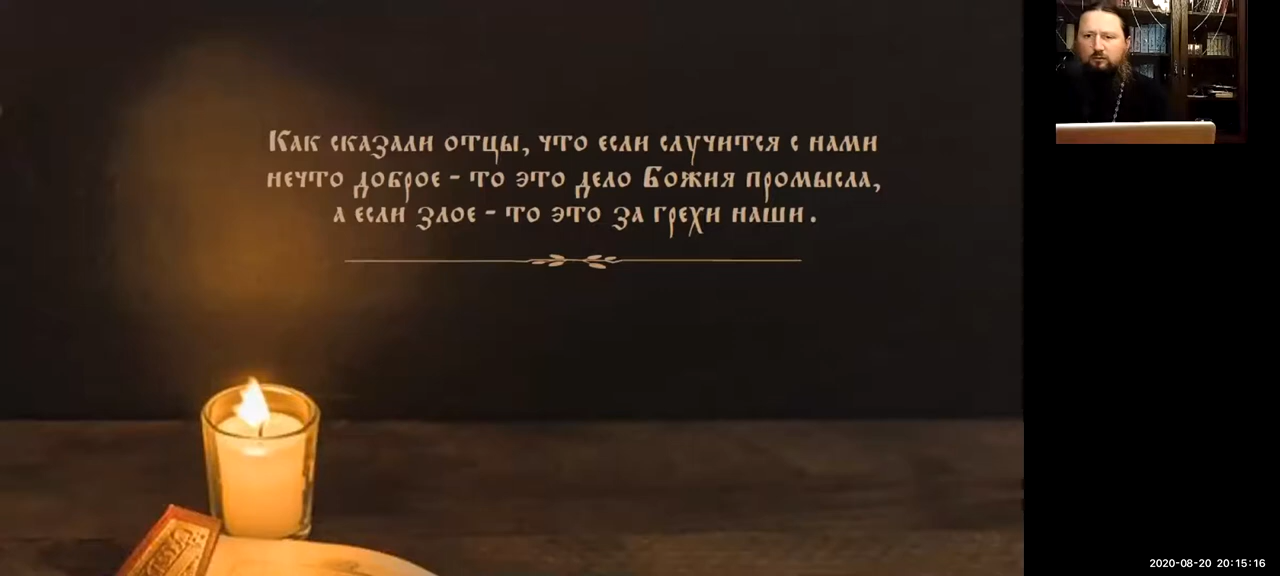 Как сказали отцы, что если случится с нами
нечто доброе - то это дело Божия промысла,
а если злое - то это за грехи наши.
2020-08-20 20:15:16